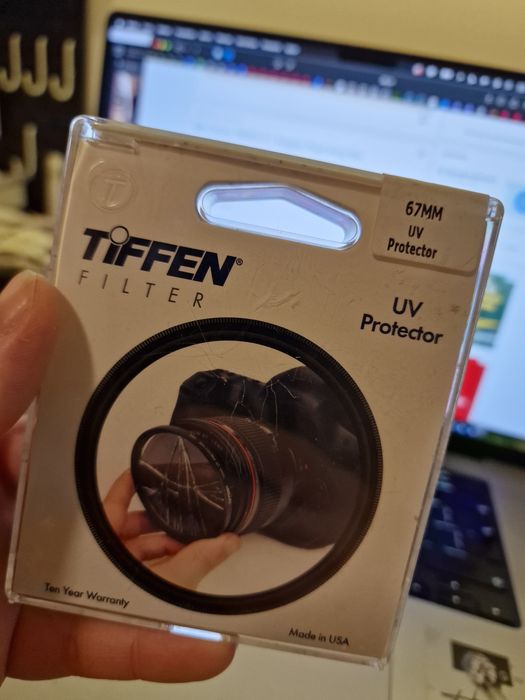 67MM
UV
Protector
TIFFEN®
FILTER
UV
Protector
Ten Year Warranty
Made in USA